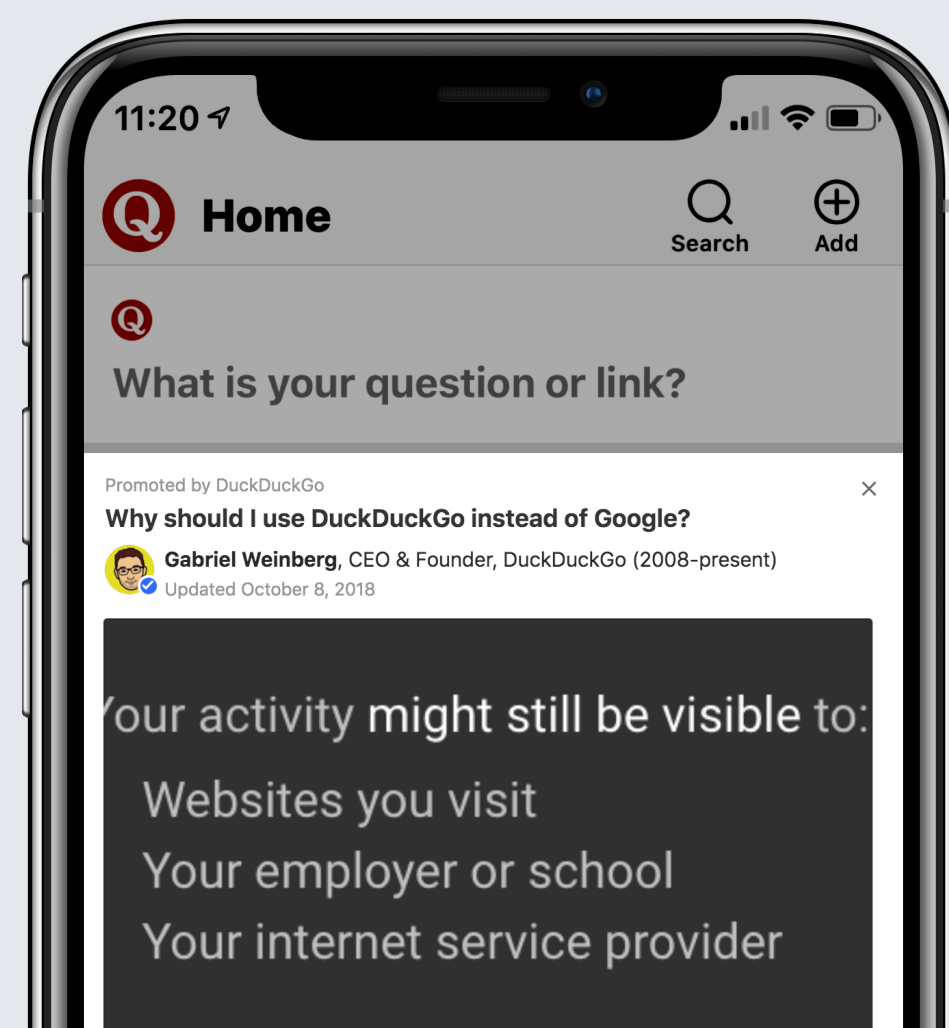 11:20
Q Home
Search Add
Q
What is your question or link?
Promoted by DuckDuckGo
Why should I use DuckDuckGo instead of Google?
Gabriel Weinberg, CEO & Founder, DuckDuckGo (2008-present)
Updated October 8, 2018
Your activity might still be visible to:
Websites you visit
Your employer or school
Your internet service provider